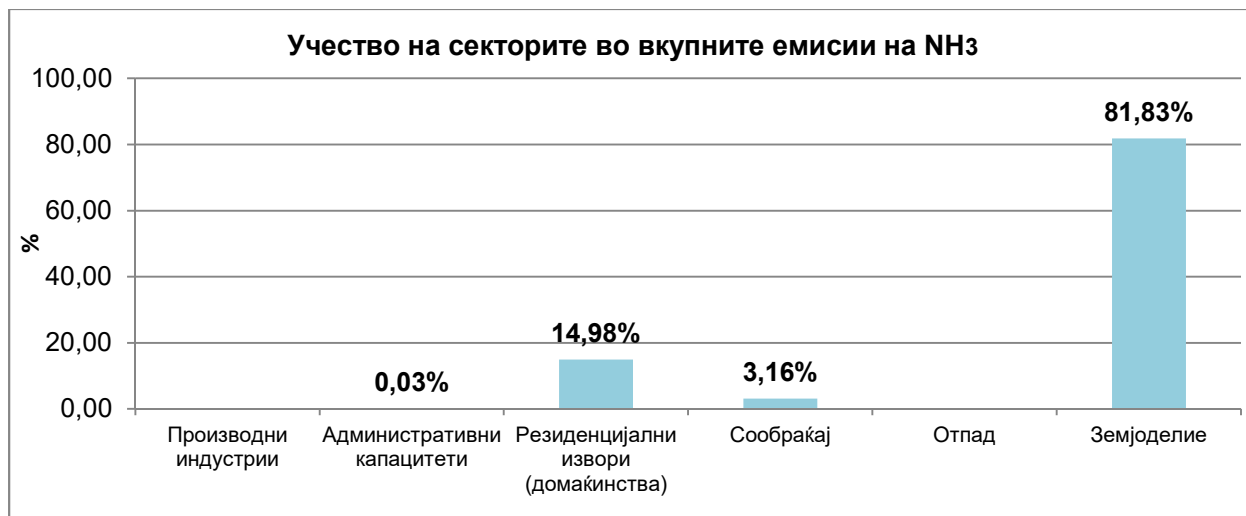 Учество на секторите во вкупните емисии на NH3
100,00
80,00
60,00
40,00
20,00
0,00
%
0,03%
14,98%
3,16%
81,83%
Производни
индустрии
Административни
капацитети
Резиденцијални
извори
(домаќинства)
Сообраќај
Отпад
Земјоделие